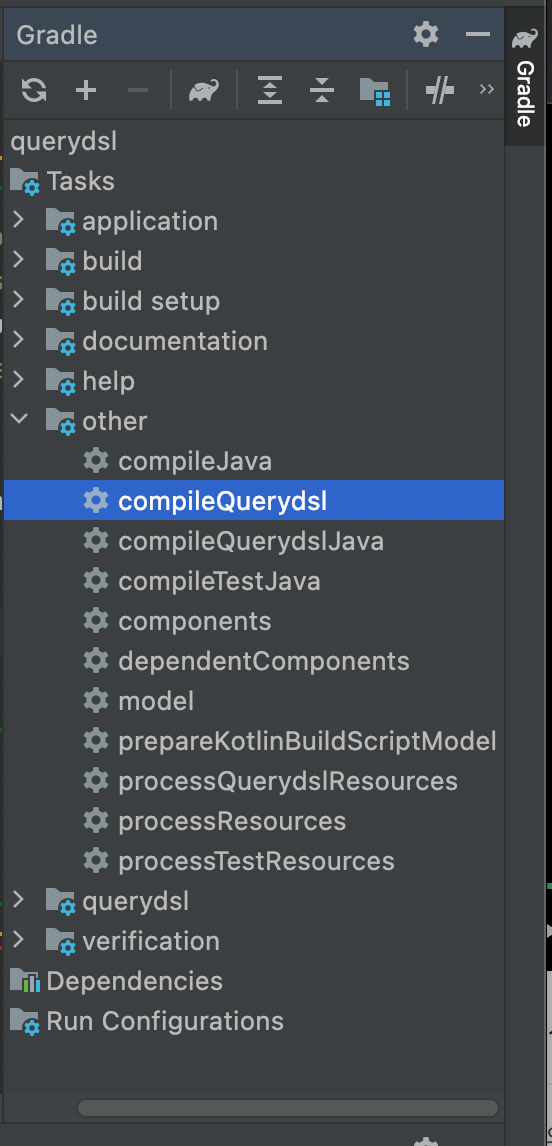 Gradle
Gradle
querydsl
Tasks
application
build
build setup
documentation
help
other
compileJava
compileQuerydsl
compileQuerydslJava
compileTestJava
components
dependentComponents
model
prepareKotlinBuildScriptModel
processQuerydslResources
processResources
processTestResources
querydsl
verification
Dependencies
Run Configurations